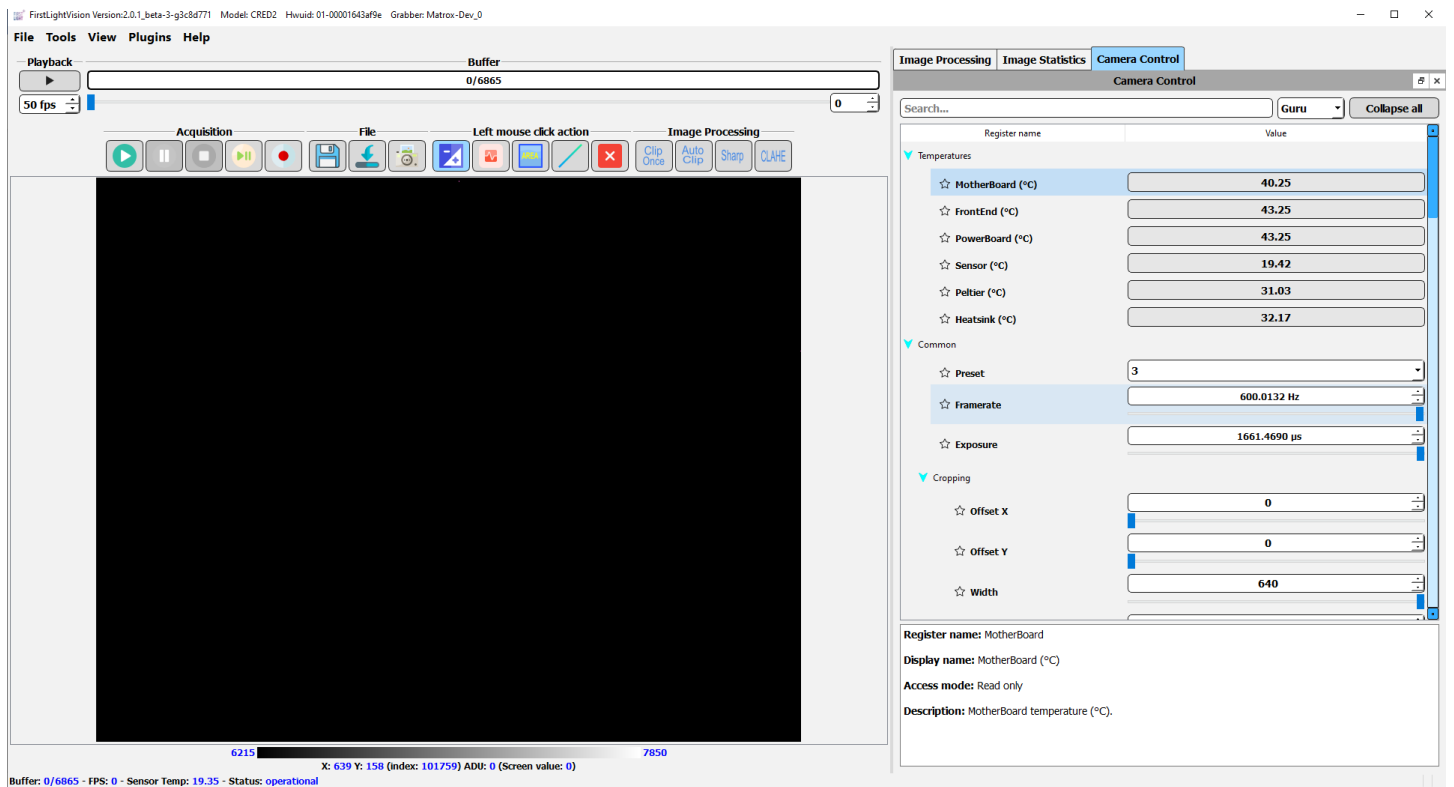 FirstLightVision Version:2.0.1_beta-3-g3c8d771 Model: CRED2 Hwuid: 01-00001643af9e Grabber: Matrox-Dev_0
File Tools View Plugins Help
Playback Buffer
0/6865
50 fps 0
Acquisition File Left mouse click action Image Processing
AREA Clip Once Auto Clip Sharp CLAHE
6215 7850
X: 639 Y: 158 (index: 101759) ADU: 0 (Screen value: 0)
Buffer: 0/6865 - FPS: 0 - Sensor Temp: 19.35 - Status: operational
Image Processing Image Statistics Camera Control
Camera Control
Search... Guru Collapse all
Register name Value
Temperatures
MotherBoard (°C) 40.25
FrontEnd (°C) 43.25
PowerBoard (°C) 43.25
Sensor (°C) 19.42
Peltier (°C) 31.03
Heatsink (°C) 32.17
Common
Preset 3
Framerate 600.0132 Hz
Exposure 1661.4690 µs
Cropping
Offset X 0
Offset Y 0
Width 640
Register name: MotherBoard
Display name: MotherBoard (°C)
Access mode: Read only
Description: MotherBoard temperature (°C).